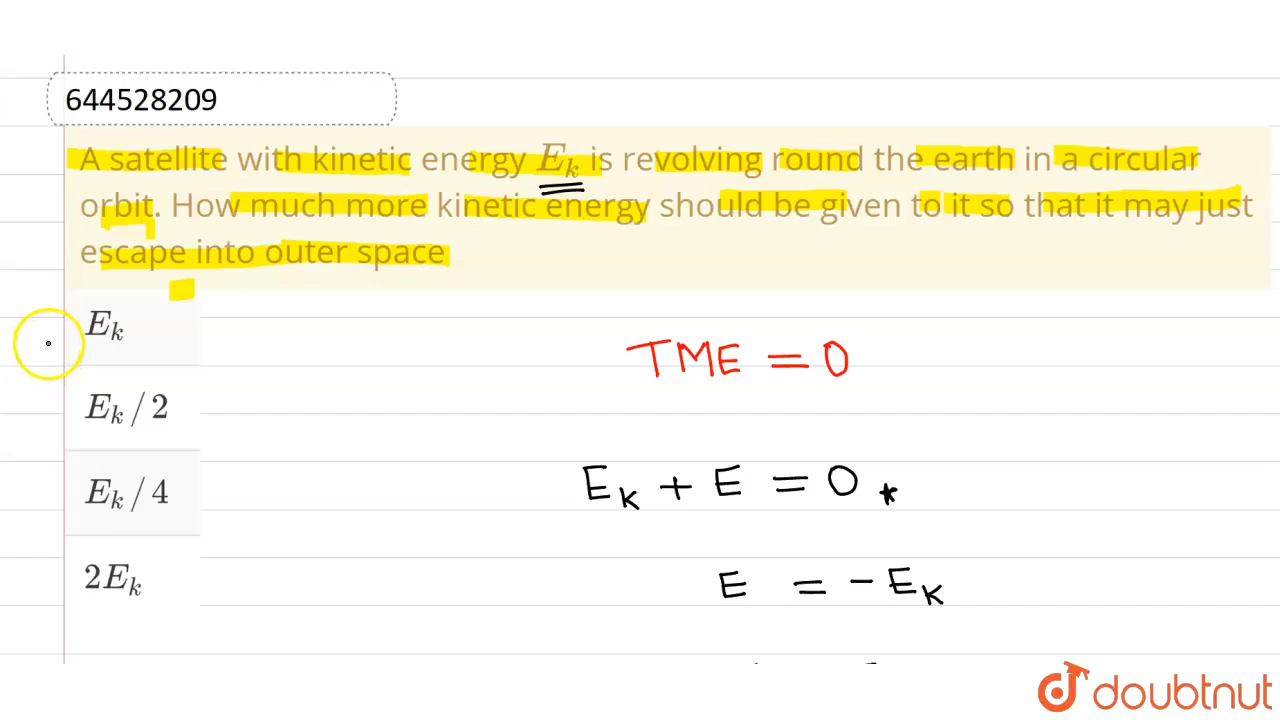 644528209
A satellite with kinetic energy E_k is revolving round the earth in a circular
orbit. How much more kinetic energy should be given to it so that it may just
escape into outer space
E_k
E_k / 2
E_k / 4
2E_k
TME = 0
E_k + E = 0
E = - E_k
doubtnut